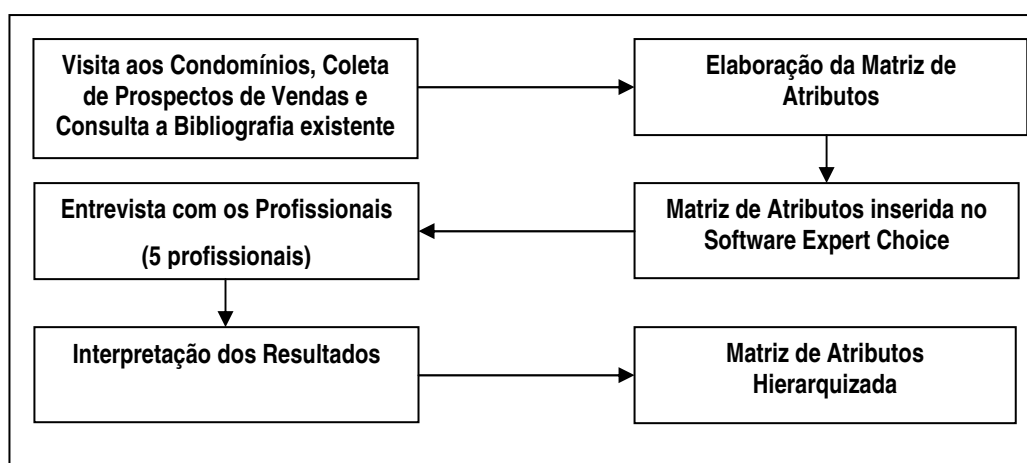 Visita aos Condomínios, Coleta
de Prospectos de Vendas e
Consulta a Bibliografia existente
Elaboração da Matriz de
Atributos
Matriz de Atributos inserida no
Software Expert Choice
Entrevista com os Profissionais
(5 profissionais)
Interpretação dos Resultados
Matriz de Atributos
Hierarquizada